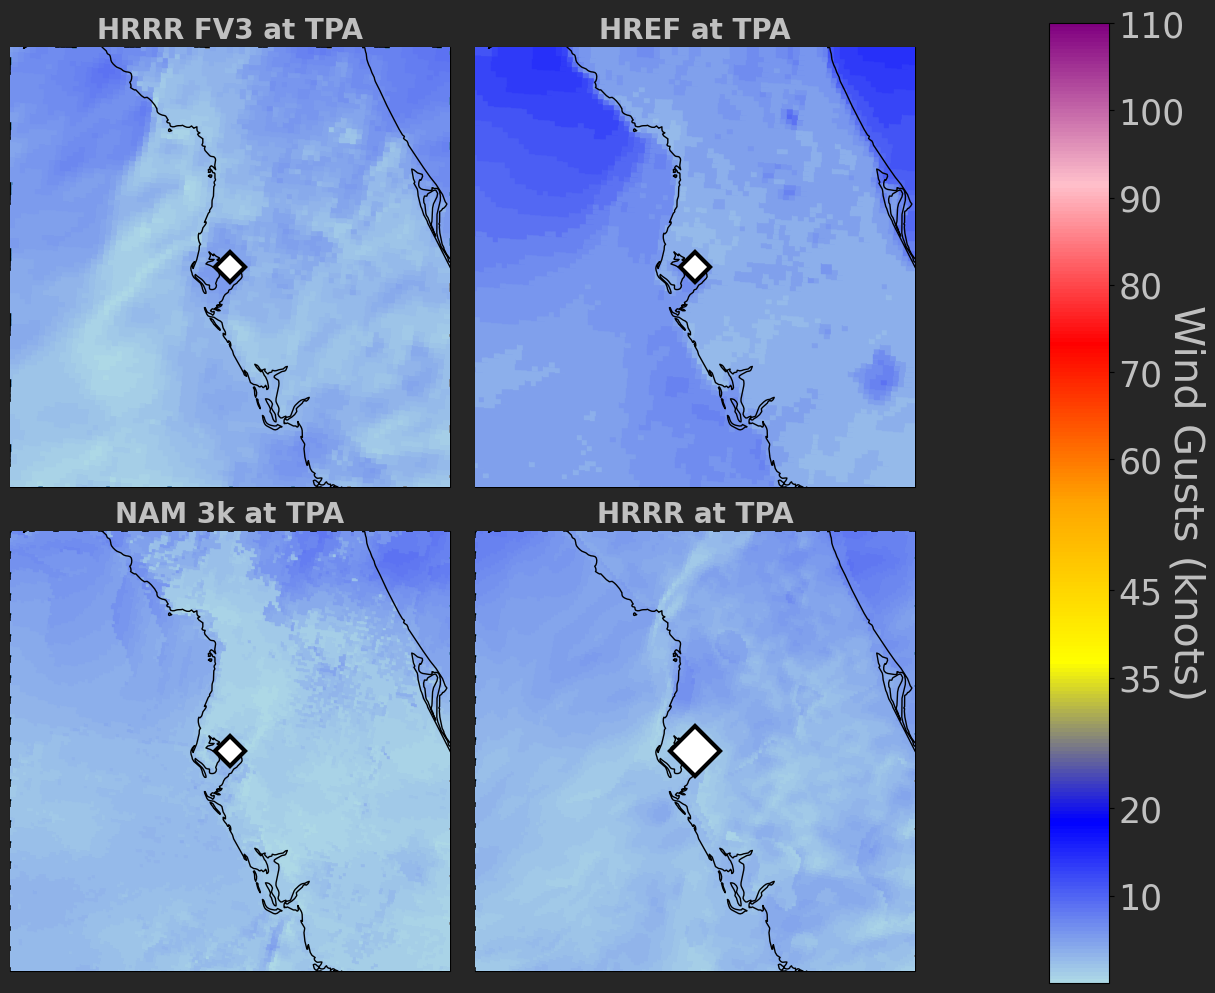 HRRR FV3 at TPA
HREF at TPA
NAM 3k at TPA
HRRR at TPA
110
100
90
80
70
60
45
35
20
10
Wind Gusts (knots)